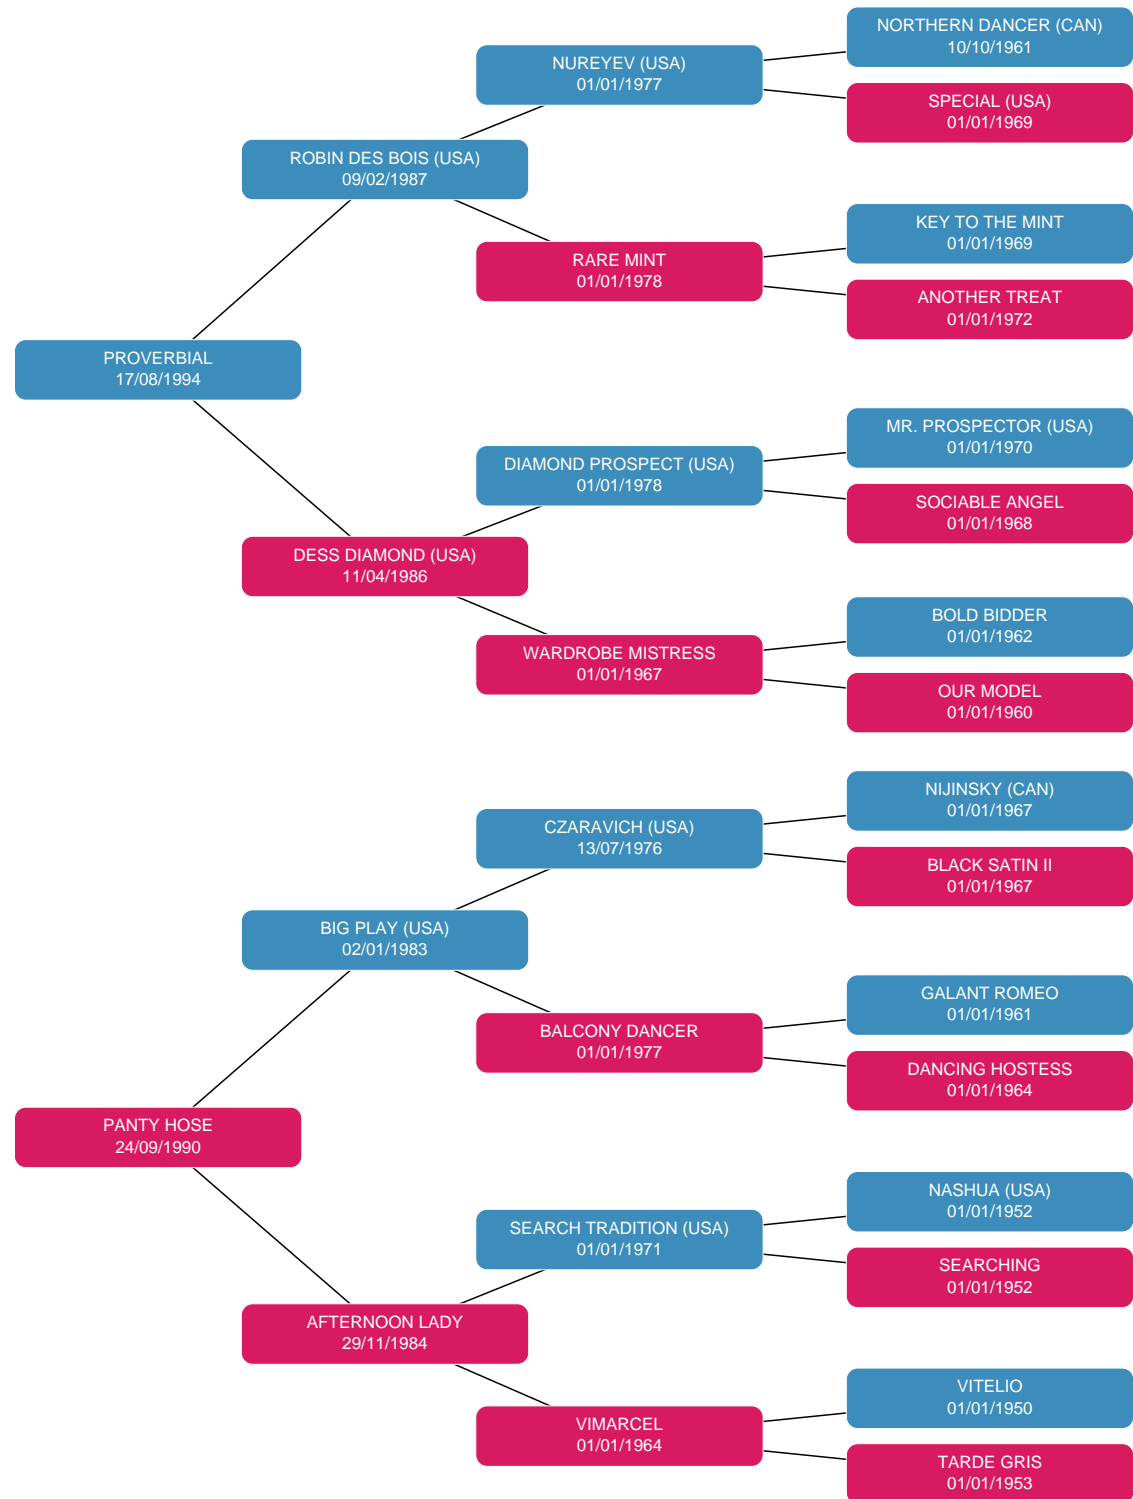 NORTHERN DANCER (CAN)
10/10/1961
NUREYEV (USA)
01/01/1977
SPECIAL (USA)
01/01/1969
ROBIN DES BOIS (USA)
09/02/1987
KEY TO THE MINT
01/01/1969
RARE MINT
01/01/1978
ANOTHER TREAT
01/01/1972
PROVERBIAL
17/08/1994
MR. PROSPECTOR (USA)
01/01/1970
DIAMOND PROSPECT (USA)
01/01/1978
SOCIABLE ANGEL
01/01/1968
DESS DIAMOND (USA)
11/04/1986
BOLD BIDDER
01/01/1962
WARDROBE MISTRESS
01/01/1967
OUR MODEL
01/01/1960
NIJINSKY (CAN)
01/01/1967
CZARAVICH (USA)
13/07/1976
BLACK SATIN II
01/01/1967
BIG PLAY (USA)
02/01/1983
GALANT ROMEO
01/01/1961
BALCONY DANCER
01/01/1977
DANCING HOSTESS
01/01/1964
PANTY HOSE
24/09/1990
NASHUA (USA)
01/01/1952
SEARCH TRADITION (USA)
01/01/1971
SEARCHING
01/01/1952
AFTERNOON LADY
29/11/1984
VITELIO
01/01/1950
VIMARCEL
01/01/1964
TARDE GRIS
01/01/1953